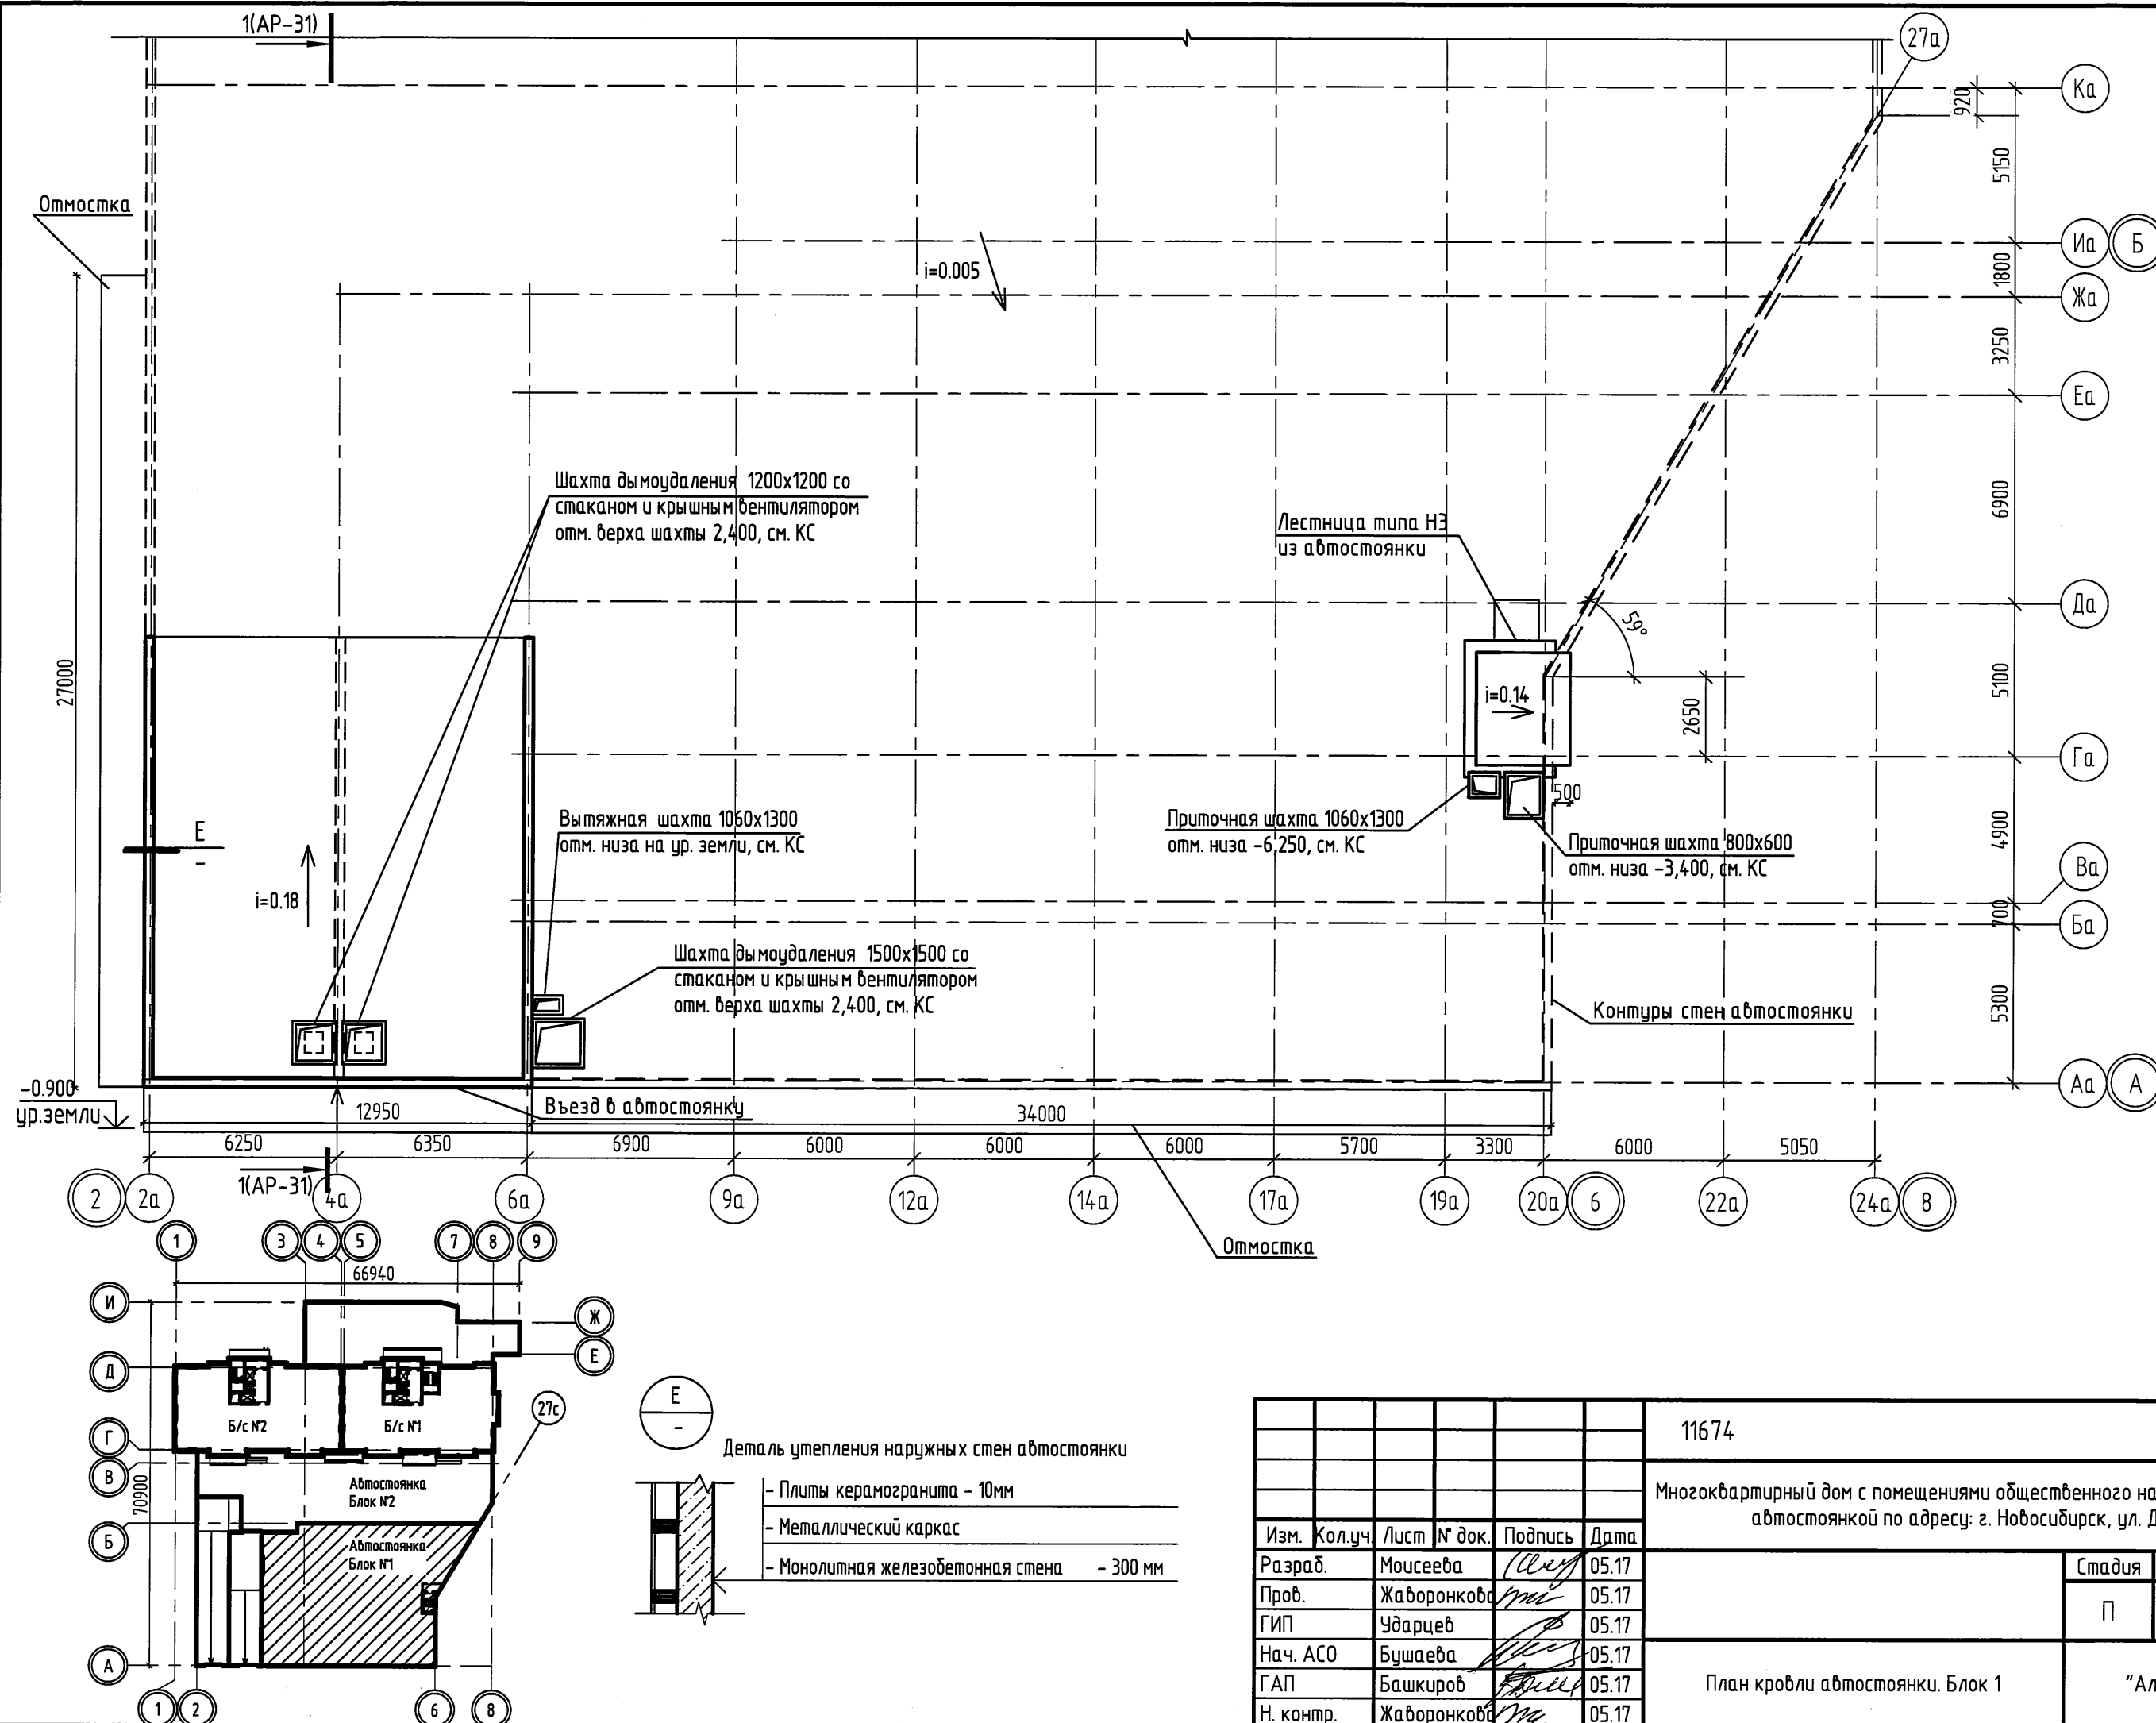 1(АР-31)
27а
Ка
920
5150
Отмостка
Иа
Б
i=0.005
1800
Жа
3250
Еа
Шахта дымоудаления 1200х1200 со
стаканом и крышным вентилятором
отм. верха шахты 2,400, см. КС
6900
Лестница типа Н3
из автостоянки
Да
59°
27000
5100
i=0.14
2650
Га
500
Вытяжная шахта 1060х1300
отм. низа на ур. земли, см. КС
Приточная шахта 1060х1300
отм. низа -6,250, см. КС
Приточная шахта 800х600
отм. низа -3,400, см. КС
4900
Е
-
i=0.18
Ва
700
Ба
Шахта дымоудаления 1500х1500 со
стаканом и крышным вентилятором
отм. верха шахты 2,400, см. КС
5300
Контуры стен автостоянки
Аа
А
-0.900
ур.земли
Въезд в автостоянку
12950
34000
6250
6350
6900
6000
6000
6000
5700
3300
6000
5050
1(АР-31)
2
2а
4а
6а
9а
12а
14а
17а
19а
20а
6
22а
24а
8
Отмостка
1
3
4
5
7
8
9
66940
И
Ж
Е
Д
Б/с №2
Б/с №1
27с
Г
В
70900
Автостоянка
Блок №2
Б
Автостоянка
Блок №1
А
1
2
6
8
Е
-
Деталь утепления наружных стен автостоянки
- Плиты керамогранита - 10мм
- Металлический каркас
- Монолитная железобетонная стена - 300 мм
11674
Многоквартирный дом с помещениями общественного
автостоянкой по адресу: г. Новосибирск, ул.
Изм. Кол.уч Лист № док. Подпись Дата
Разраб. Моисеева 05.17
Пров. Жаворонкова 05.17
ГИП Ударцев 05.17
Нач. АСО Бушаева 05.17
ГАП Башкиров 05.17
Н. контр. Жаворонкова 05.17
Стадия
П
План кровли автостоянки. Блок 1
"Ал